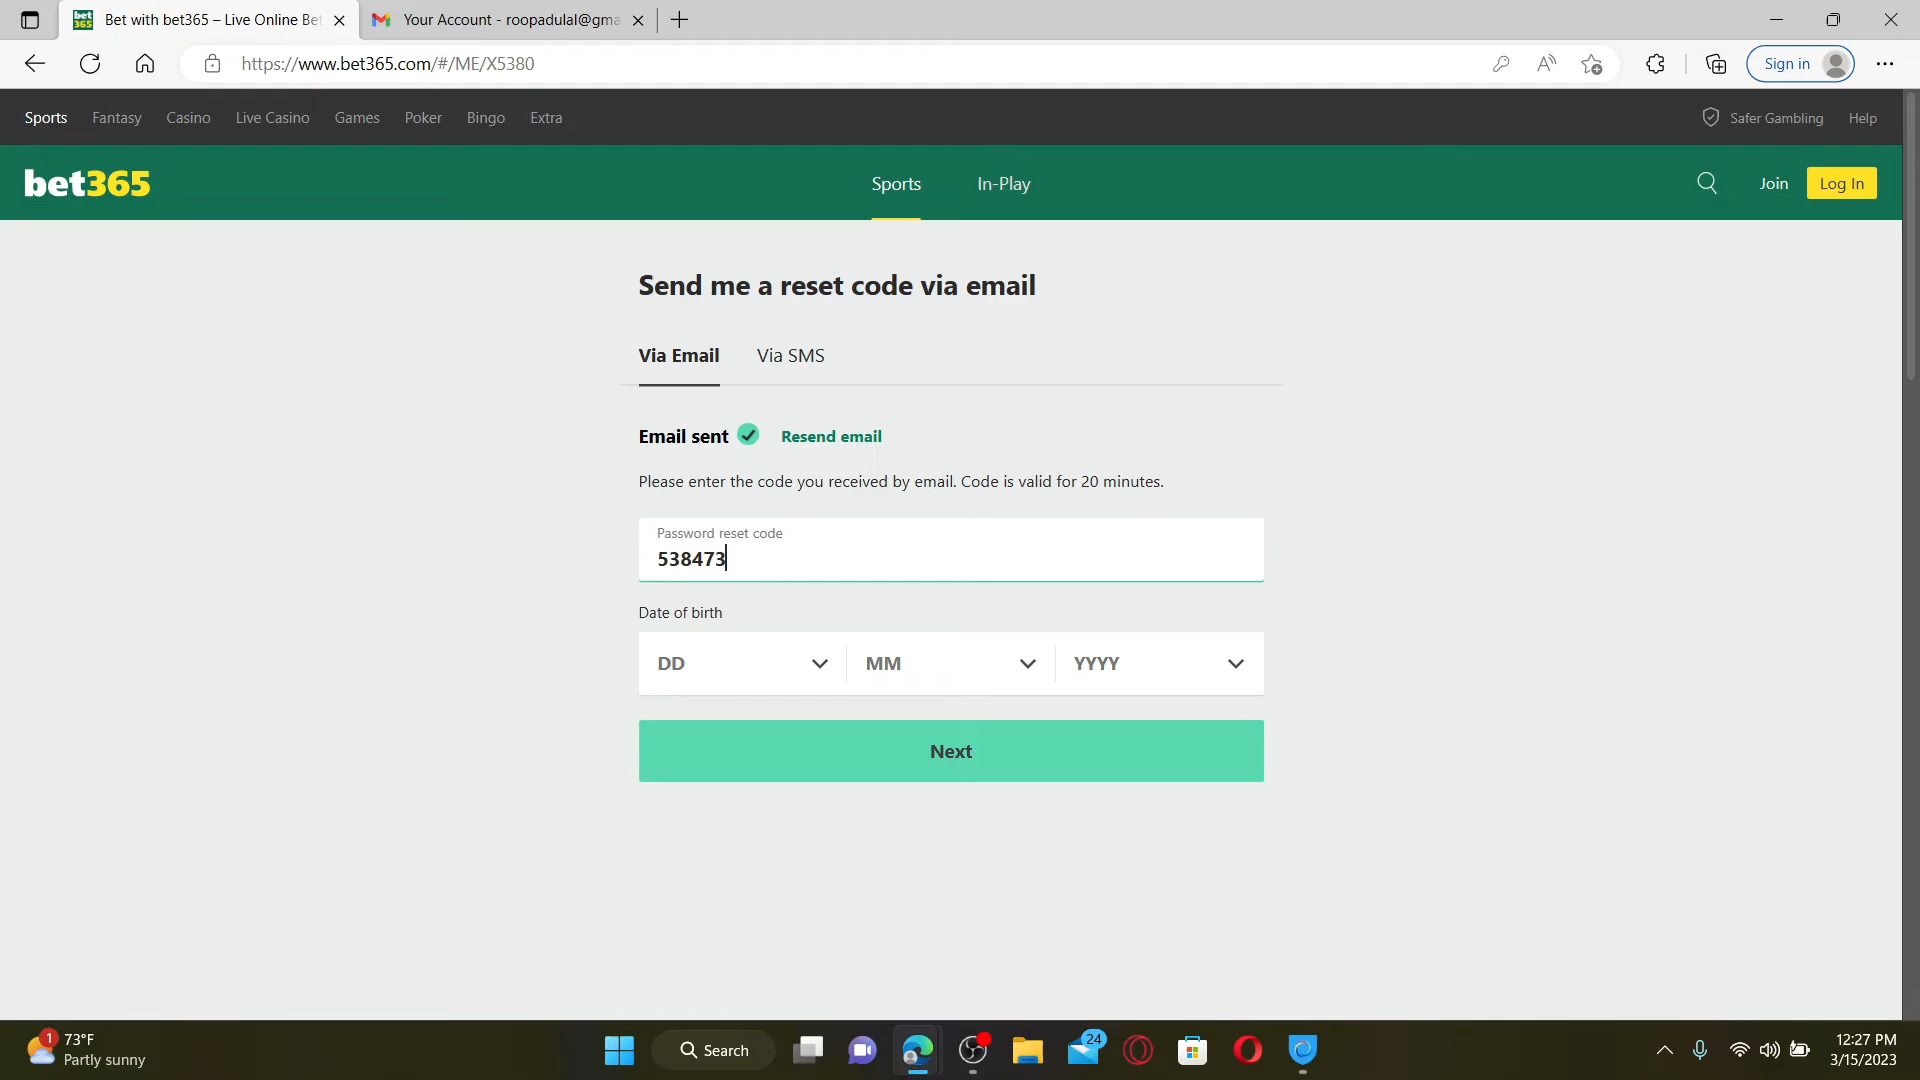 Bet with bet365 – Live Online Bet
Your Account - roopadulal@gma
https://www.bet365.com/#/ME/X5380
Sign in
Sports Fantasy Casino Live Casino Games Poker Bingo Extra
Safer Gambling Help
bet365
Sports In-Play
Join Log In
Send me a reset code via email
Via Email Via SMS
Email sent Resend email
Please enter the code you received by email. Code is valid for 20 minutes.
Password reset code
538473
Date of birth
DD MM YYYY
Next
1 73°F
Partly sunny
Search
24
12:27 PM
3/15/2023